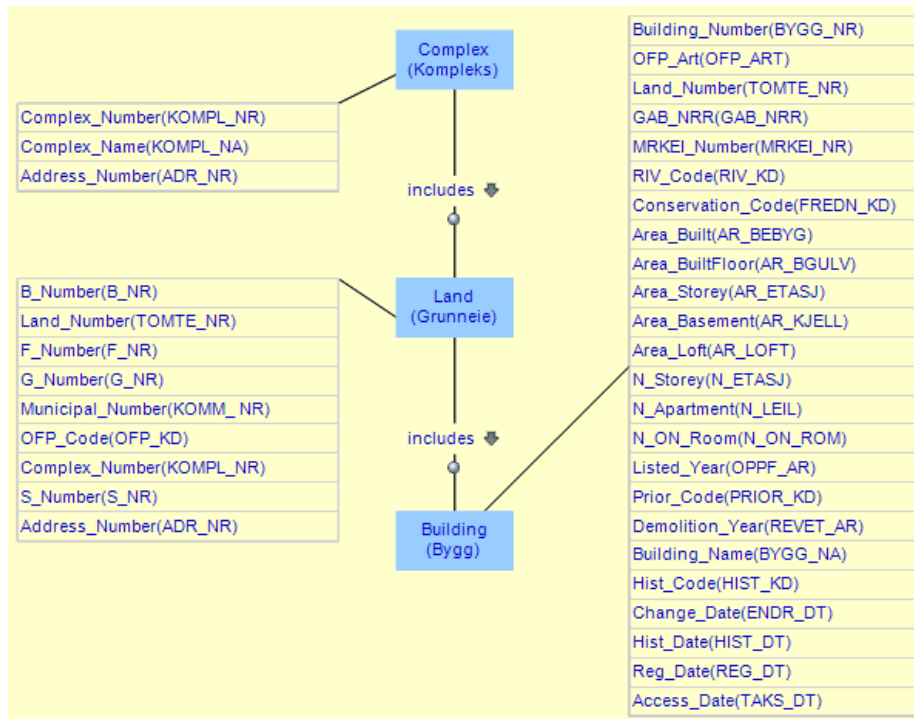 Complex
(Kompleks)
Complex_Number(KOMPL_NR)
Complex_Name(KOMPL_NA)
Address_Number(ADR_NR)
includes
B_Number(B_NR)
Land_Number(TOMTE_NR)
F_Number(F_NR)
G_Number(G_NR)
Municipal_Number(KOMM_ NR)
OFP_Code(OFP_KD)
Complex_Number(KOMPL_NR)
S_Number(S_NR)
Address_Number(ADR_NR)
Land
(Grunneie)
includes
Building
(Bygg)
Building_Number(BYGG_NR)
OFP_Art(OFP_ART)
Land_Number(TOMTE_NR)
GAB_NRR(GAB_NRR)
MRKEI_Number(MRKEI_NR)
RIV_Code(RIV_KD)
Conservation_Code(FREDN_KD)
Area_Built(AR_BEBYG)
Area_BuiltFloor(AR_BGULV)
Area_Storey(AR_ETASJ)
Area_Basement(AR_KJELL)
Area_Loft(AR_LOFT)
N_Storey(N_ETASJ)
N_Apartment(N_LEIL)
N_ON_Room(N_ON_ROM)
Listed_Year(OPPF_AR)
Prior_Code(PRIOR_KD)
Demolition_Year(REVET_AR)
Building_Name(BYGG_NA)
Hist_Code(HIST_KD)
Change_Date(ENDR_DT)
Hist_Date(HIST_DT)
Reg_Date(REG_DT)
Access_Date(TAKS_DT)